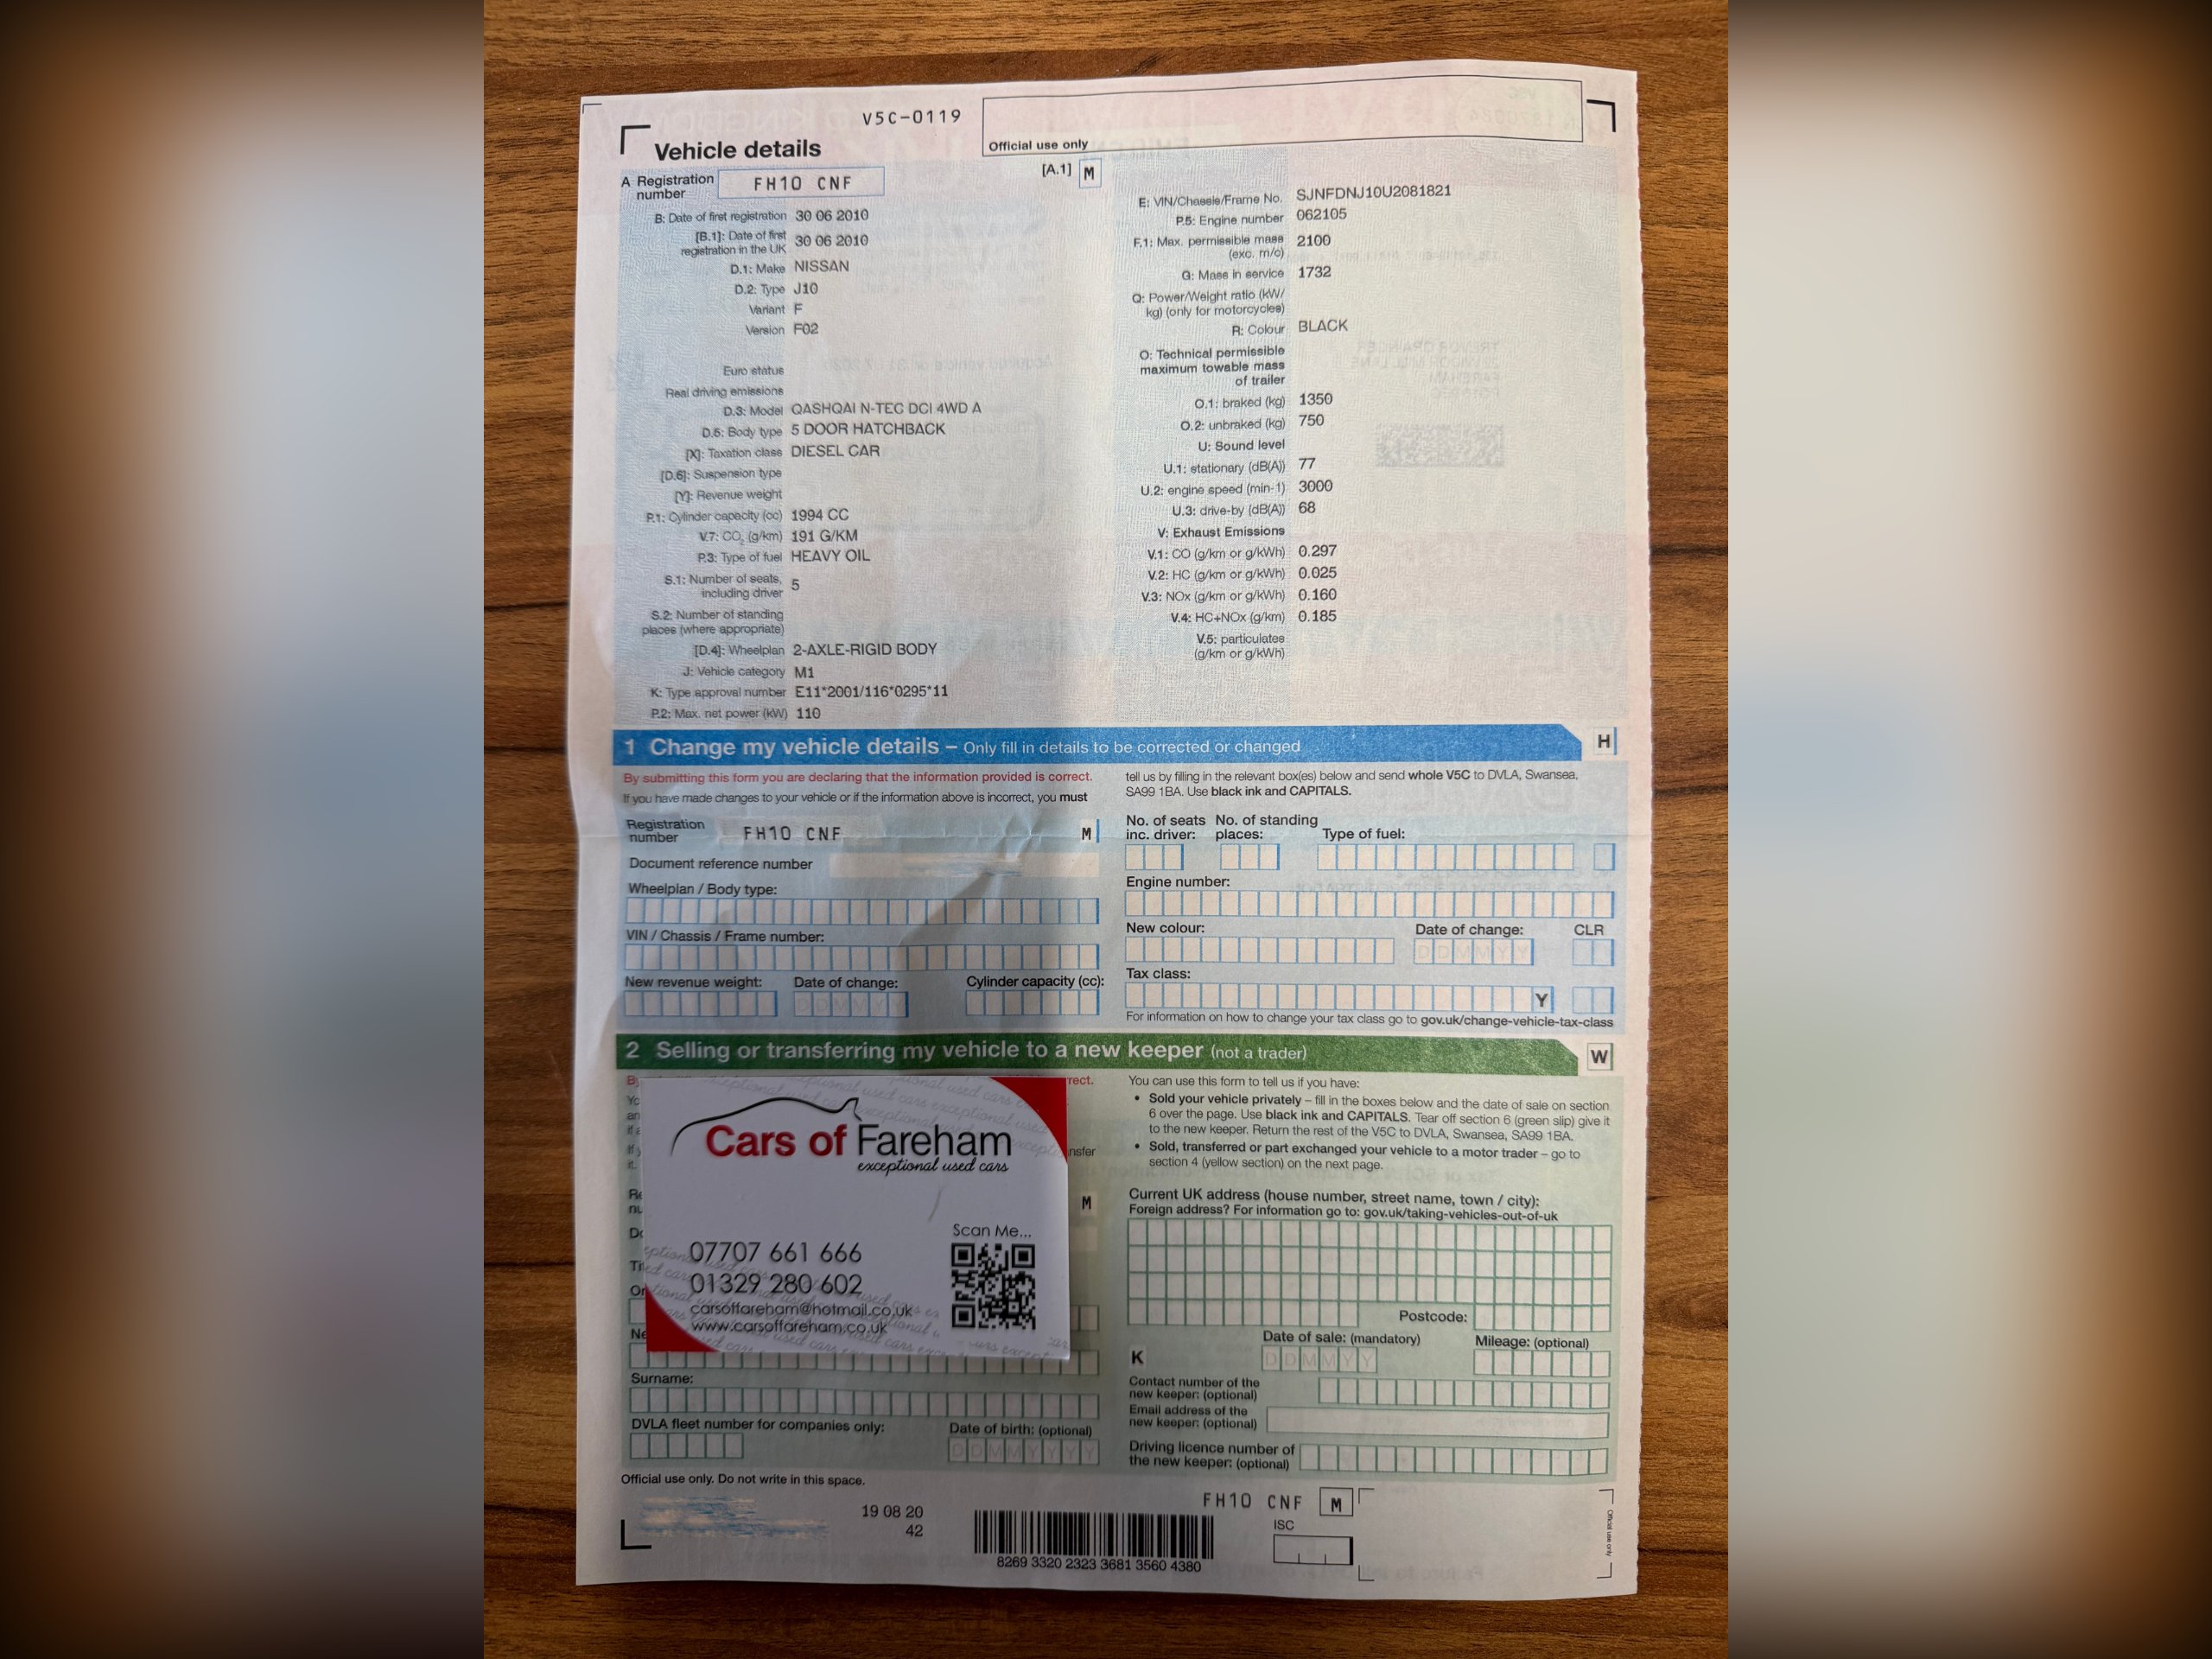 V5C-0119
Official use only
Vehicle details
A Registration number FH10 CNF
[A.1] M
B: Date of first registration 30 06 2010
[B.1]: Date of first registration in the UK 30 06 2010
D.1: Make NISSAN
D.2: Type J10
Variant F
Version F02
Euro status
Real driving emissions
D.3: Model QASHQAI N-TEC DCI 4WD A
D.5: Body type 5 DOOR HATCHBACK
[X]: Taxation class DIESEL CAR
[D.6]: Suspension type
[Y]: Revenue weight
P.1: Cylinder capacity (cc) 1994 CC
V.7: CO2 (g/km) 191 G/KM
P.3: Type of fuel HEAVY OIL
S.1: Number of seats, including driver 5
S.2: Number of standing places (where appropriate)
[D.4]: Wheelplan 2-AXLE-RIGID BODY
J: Vehicle category M1
K: Type approval number E11*2001/116*0295*11
P.2: Max. net power (kW) 110
E: VIN/Chassis/Frame No. SJNFDNJ10U2081821
P.5: Engine number 062105
F.1: Max. permissible mass (exc. m/c) 2100
G: Mass in service 1732
Q: Power/Weight ratio (kW/kg) (only for motorcycles)
R: Colour BLACK
O: Technical permissible maximum towable mass of trailer
O.1: braked (kg) 1350
O.2: unbraked (kg) 750
U: Sound level
U.1: stationary (dB(A)) 77
U.2: engine speed (min-1) 3000
U.3: drive-by (dB(A)) 68
V: Exhaust Emissions
V.1: CO (g/km or g/kWh) 0.297
V.2: HC (g/km or g/kWh) 0.025
V.3: NOx (g/km or g/kWh) 0.160
V.4: HC+NOx (g/km) 0.185
V.5: particulates (g/km or g/kWh)
1 Change my vehicle details – Only fill in details to be corrected or changed
H
By submitting this form you are declaring that the information provided is correct.
If you have made changes to your vehicle or if the information above is incorrect, you must
tell us by filling in the relevant box(es) below and send whole V5C to DVLA, Swansea,
SA99 1BA. Use black ink and CAPITALS.
Registration number FH10 CNF M
Document reference number
Wheelplan / Body type:
VIN / Chassis / Frame number:
New revenue weight: Date of change: Cylinder capacity (cc):
DDMMYY
No. of seats inc. driver: No. of standing places: Type of fuel:
Engine number:
New colour: Date of change: CLR
DDMMYY
Tax class:
Y
For information on how to change your tax class go to gov.uk/change-vehicle-tax-class
2 Selling or transferring my vehicle to a new keeper (not a trader)
W
Cars of Fareham
exceptional used cars
Scan Me...
07707 661 666
01329 280 602
carsoffareham@hotmail.co.uk
www.carsoffareham.co.uk
M
Surname:
DVLA fleet number for companies only: Date of birth: (optional)
DDMMYYYY
You can use this form to tell us if you have:
• Sold your vehicle privately – fill in the boxes below and the date of sale on section
6 over the page. Use black ink and CAPITALS. Tear off section 6 (green slip) give it
to the new keeper. Return the rest of the V5C to DVLA, Swansea, SA99 1BA.
• Sold, transferred or part exchanged your vehicle to a motor trader – go to
section 4 (yellow section) on the next page.
Current UK address (house number, street name, town / city):
Foreign address? For information go to: gov.uk/taking-vehicles-out-of-uk
Postcode:
Date of sale: (mandatory) Mileage: (optional)
K
DDMMYY
Contact number of the new keeper: (optional)
Email address of the new keeper: (optional)
Driving licence number of the new keeper: (optional)
Official use only. Do not write in this space.
19 08 20
42
8269 3320 2323 3681 3560 4380
FH10 CNF M
ISC
Official use only